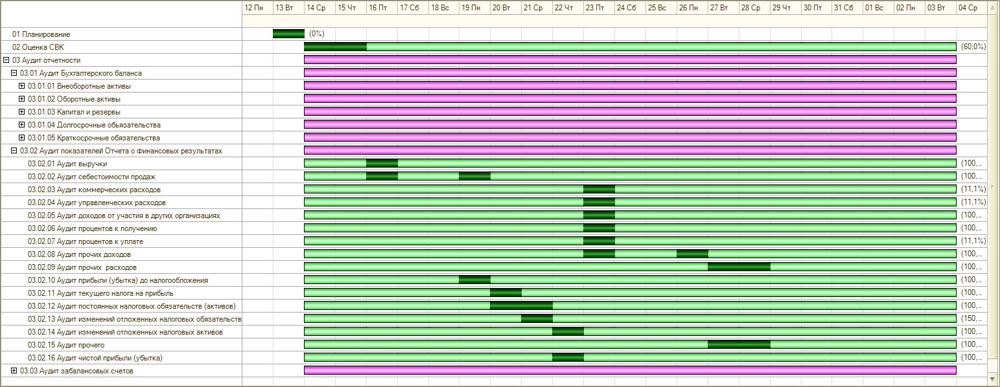 12 Пн 13 Вт 14 Ср 15 Чт 16 Пт 17 Сб 18 Вс 19 Пн 20 Вт 21 Ср 22 Чт 23 Пт 24 Сб 25 Вс 26 Пн 27 Вт 28 Ср 29 Чт 30 Пт 31 Сб 01 Вс 02 Пн 03 Вт 04 Ср
01 Планирование (0%)
02 Оценка СВК (60,0%)
03 Аудит отчетности
03.01 Аудит Бухгалтерского баланса
03.01.01 Внеоборотные активы
03.01.02 Оборотные активы
03.01.03 Капитал и резервы
03.01.04 Долгосрочные обьязательства
03.01.05 Краткосрочные обязательства
03.02 Аудит показателей Отчета о финансовых результатах
03.02.01 Аудит выручки (100,...
03.02.02 Аудит себестоимости продаж (100,...
03.02.03 Аудит коммерческих расходов (11,1%)
03.02.04 Аудит управленческих расходов (11,1%)
03.02.05 Аудит доходов от участия в других организациях (100,...
03.02.06 Аудит процентов к получению (100,...
03.02.07 Аудит процентов к уплате (11,1%)
03.02.08 Аудит прочих доходов (100,...
03.02.09 Аудит прочих расходов (100,...
03.02.10 Аудит прибыли (убытка) до налогообложения (100,...
03.02.11 Аудит текущего налога на прибыль (100,...
03.02.12 Аудит постоянных налоговых обязательств (активов) (100,...
03.02.13 Аудит изменений отложенных налоговых обязательств (150,...
03.02.14 Аудит изменений отложенных налоговых активов (100,...
03.02.15 Аудит прочего (100,...
03.02.16 Аудит чистой прибыли (убытка) (100,...
03.03 Аудит забалансовых счетов